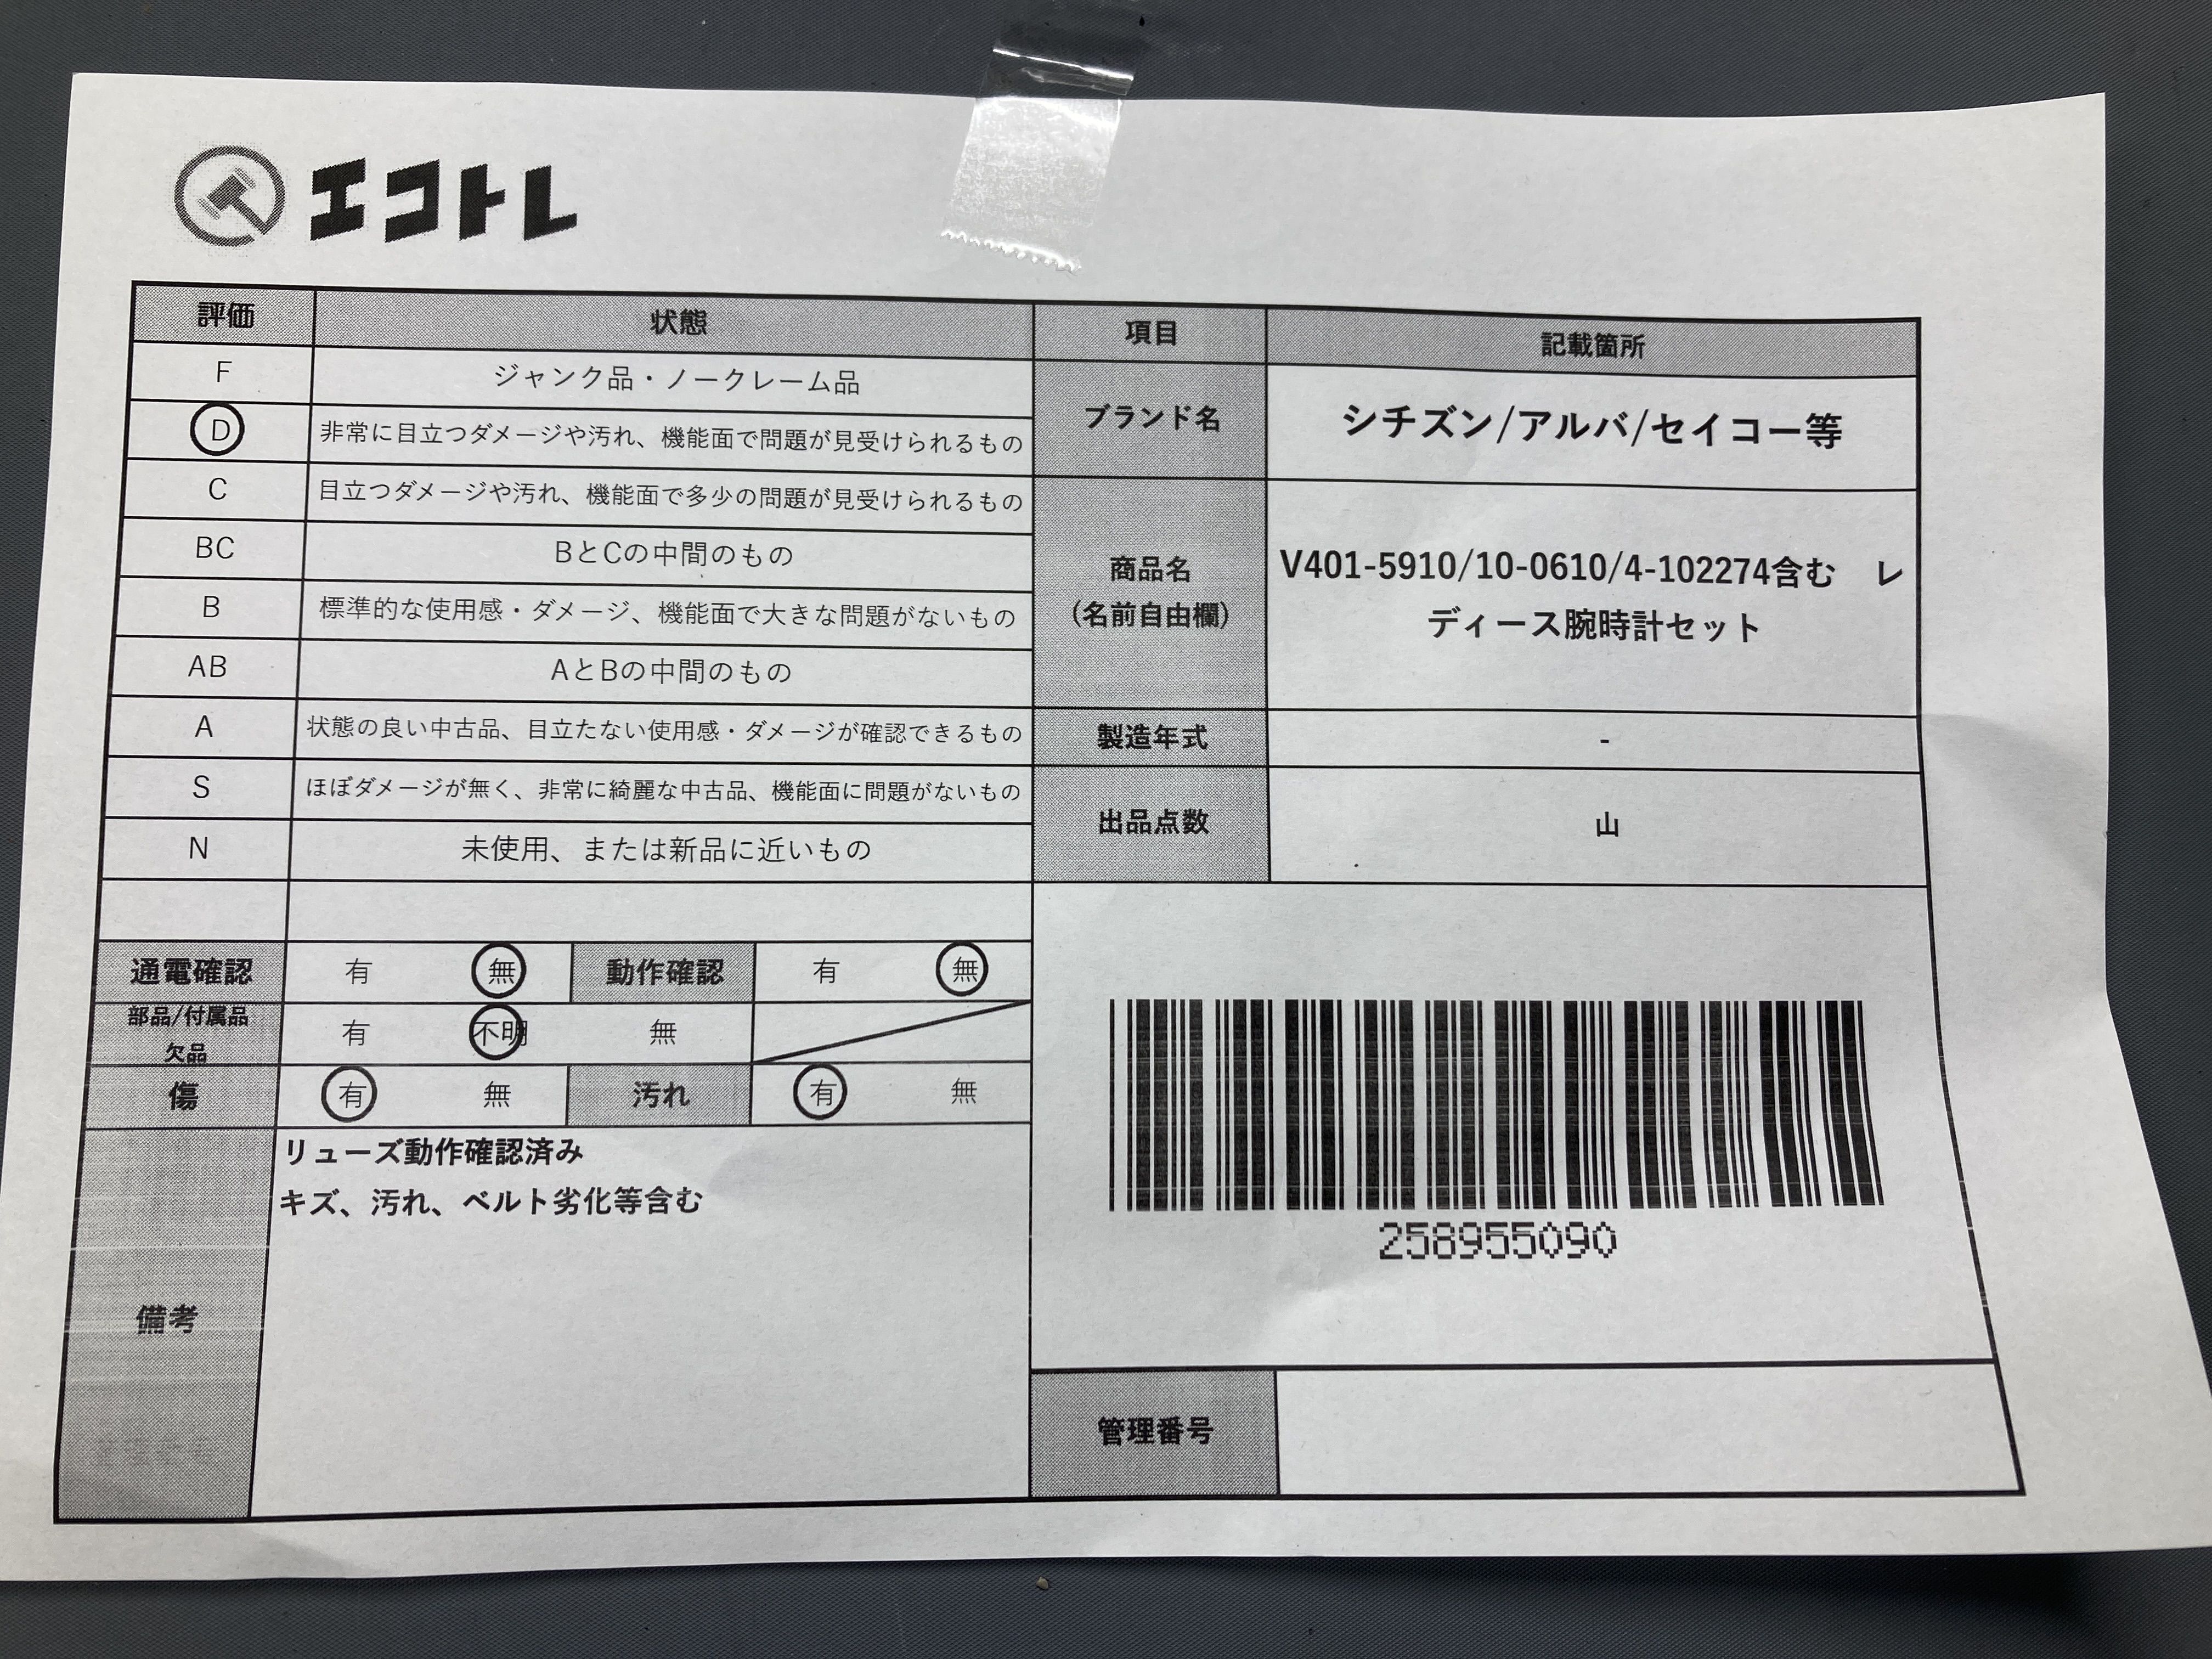 エコトレ
評価 状態 項目 記載箇所
F ジャンク品・ノークレーム品
D 非常に目立つダメージや汚れ、機能面で問題が見受けられるもの
ブランド名 シチズン/アルバ/セイコー等
C 目立つダメージや汚れ、機能面で多少の問題が見受けられるもの
BC BとCの中間のもの
B 標準的な使用感・ダメージ、機能面で大きな問題がないもの
AB AとBの中間のもの
商品名
(名前自由欄)
V401-5910/10-0610/4-102274含む レ
ディース腕時計セット
A 状態の良い中古品、目立たない使用感・ダメージが確認できるもの
製造年式 -
S ほぼダメージが無く、非常に綺麗な中古品、機能面に問題がないもの
N 未使用、または新品に近いもの
出品点数 山
通電確認 有 無 動作確認 有 無
部品/付属品
欠品
有 不明 無
傷 有 無 汚れ 有 無
備考
リューズ動作確認済み
キズ、汚れ、ベルト劣化等含む
258955090
管理番号